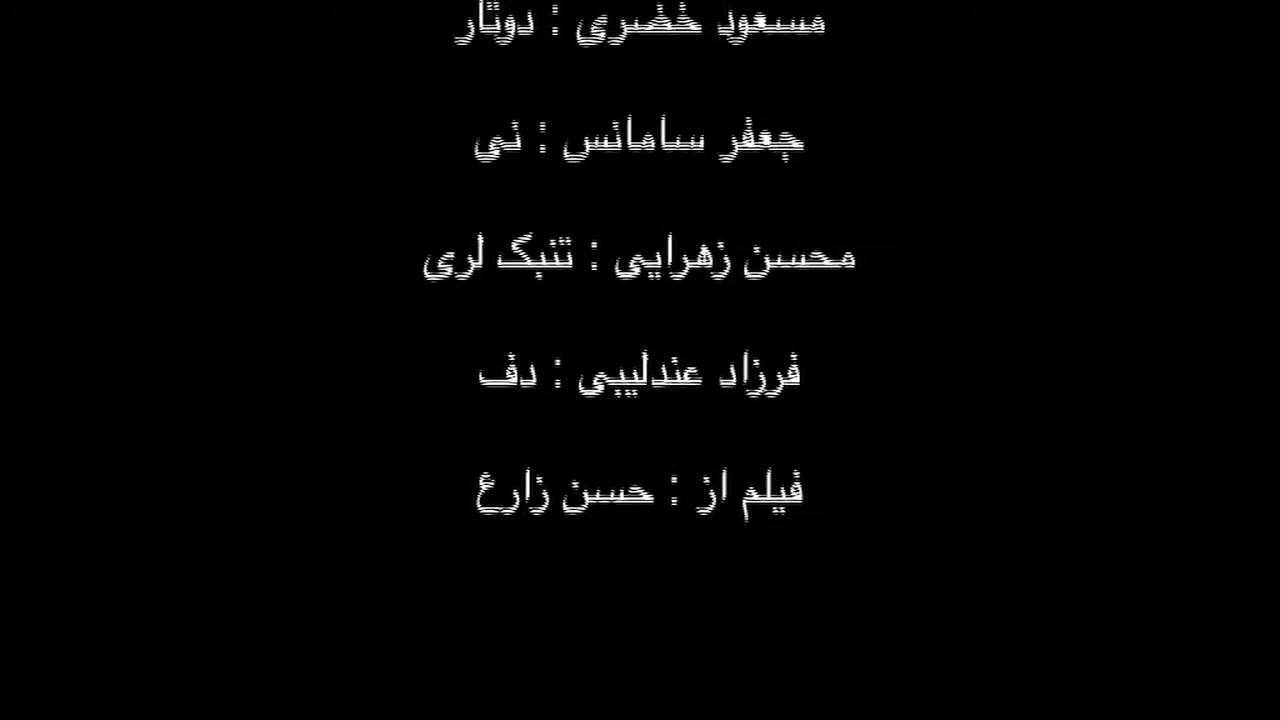 مسعود خضری : دوتار
جعفر سامانس : نی
محسن زهرایی : تنبک لری
فرزاد عندلیبی : دف
فیلم از : حسن زارع